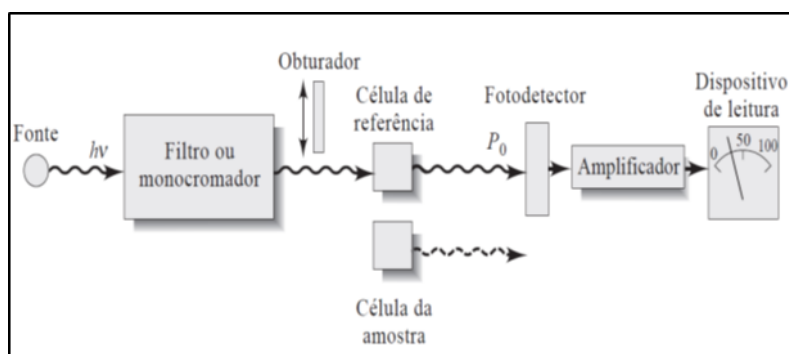 Fonte
hν
Filtro ou
monocromador
Obturador
Célula de
referência
P0
Fotodetector
Amplificador
Dispositivo
de leitura
0 50 100
Célula da
amostra